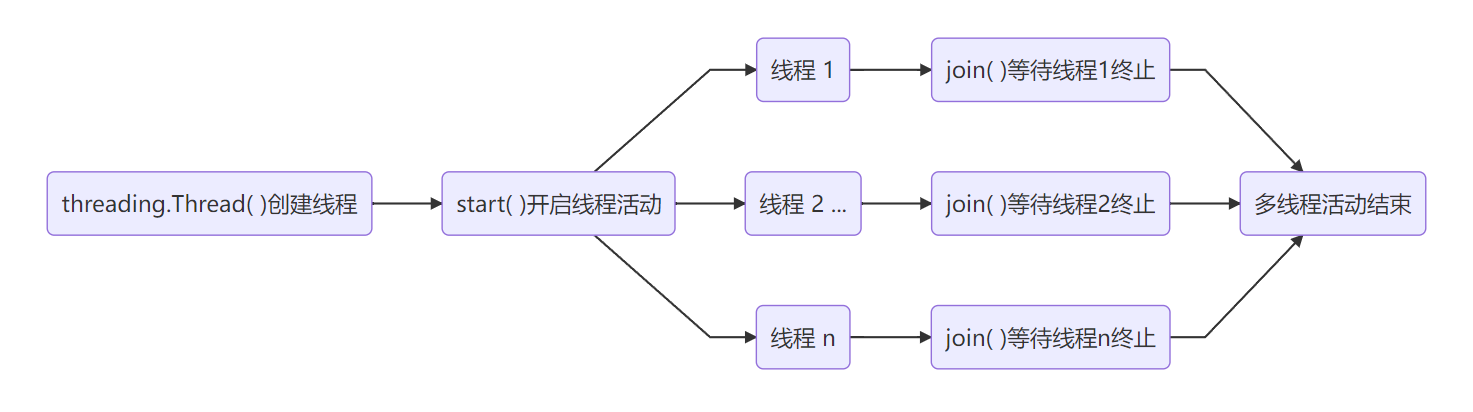 threading.Thread( )创建线程
start( )开启线程活动
线程 1
join( )等待线程1终止
线程 2 ...
join( )等待线程2终止
线程 n
join( )等待线程n终止
多线程活动结束